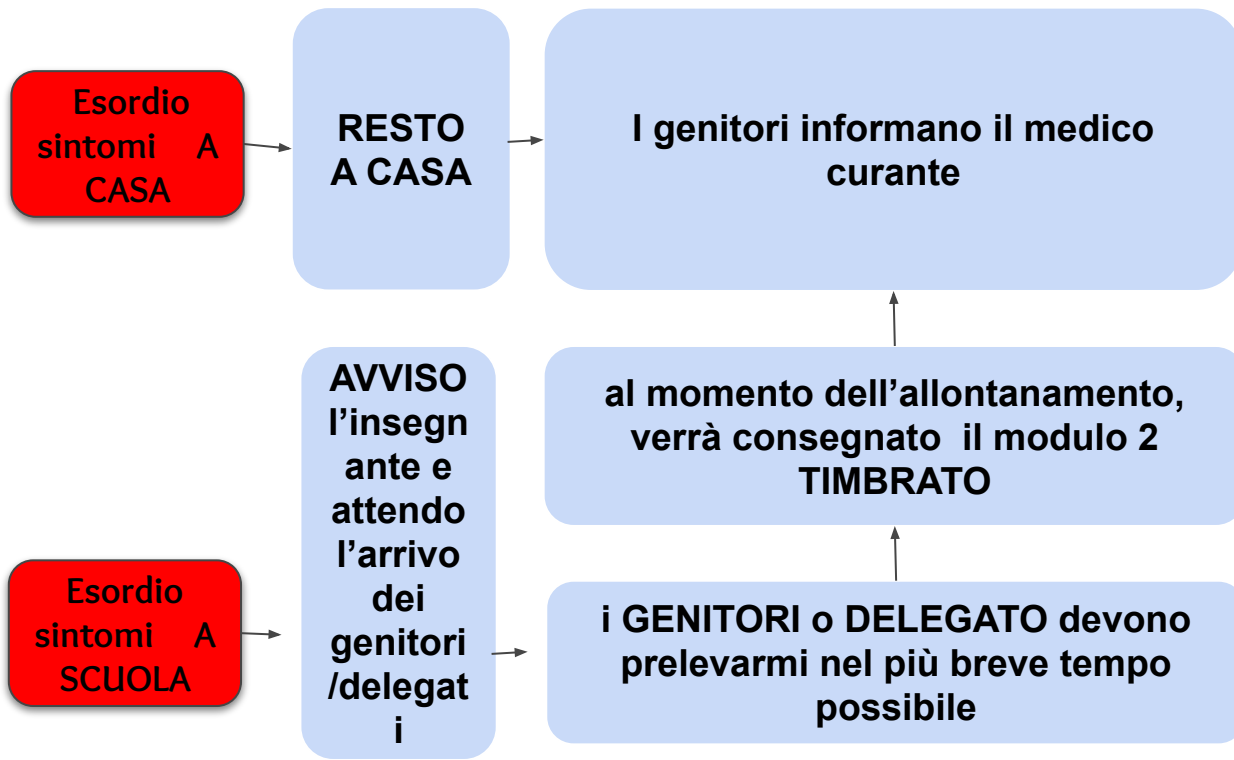 Esordio
sintomi A
CASA
RESTO
A CASA
I genitori informano il medico
curante
Esordio
sintomi A
SCUOLA
AVVISO
l’insegn
ante e
attendo
l’arrivo
dei
genitori
/delegat
i
al momento dell’allontanamento,
verrà consegnato il modulo 2
TIMBRATO
i GENITORI o DELEGATO devono
prelevarmi nel più breve tempo
possibile